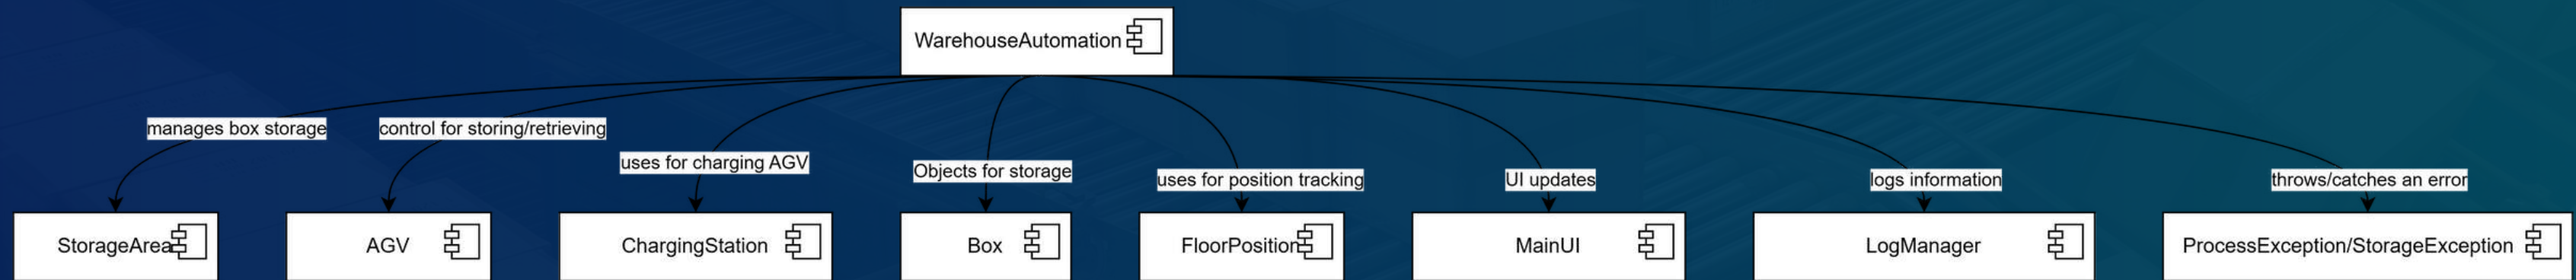 WarehouseAutomation
manages box storage
control for storing/retrieving
uses for charging AGV
Objects for storage
uses for position tracking
UI updates
logs information
throws/catches an error
StorageArea
AGV
ChargingStation
Box
FloorPosition
MainUI
LogManager
ProcessException/StorageException